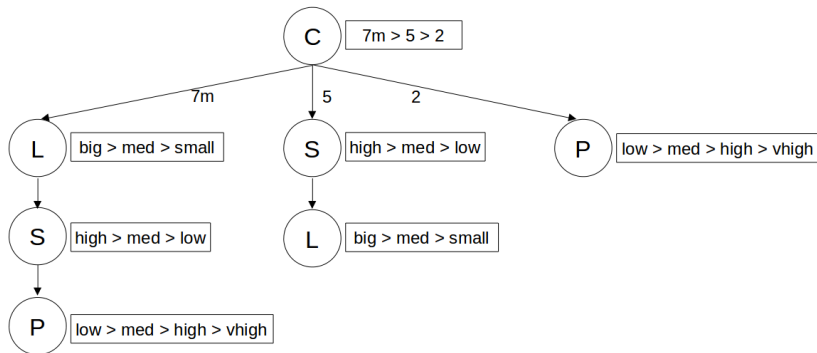 C 7m > 5 > 2
7m 5 2
L big > med > small S high > med > low P low > med > high > vhigh
S high > med > low L big > med > small
P low > med > high > vhigh